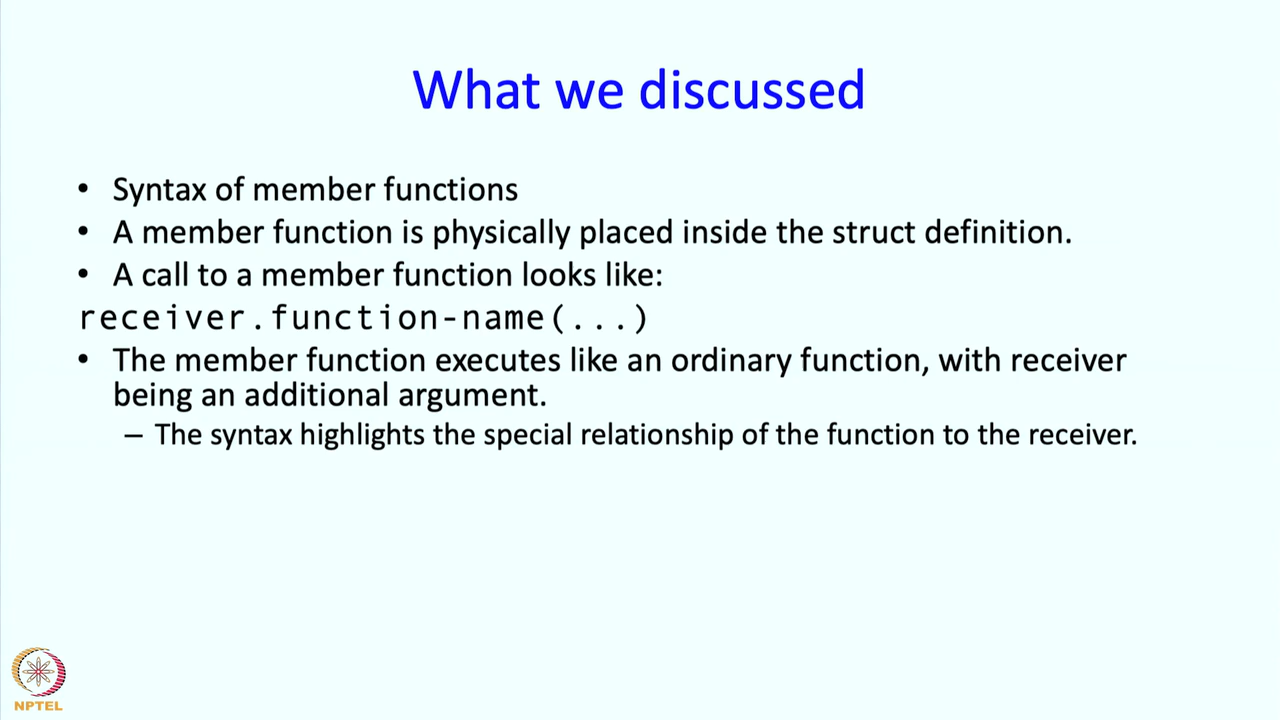 What we discussed
• Syntax of member functions
• A member function is physically placed inside the struct definition.
• A call to a member function looks like:
receiver.function-name(...)
• The member function executes like an ordinary function, with receiver
being an additional argument.
– The syntax highlights the special relationship of the function to the receiver.
NPTEL